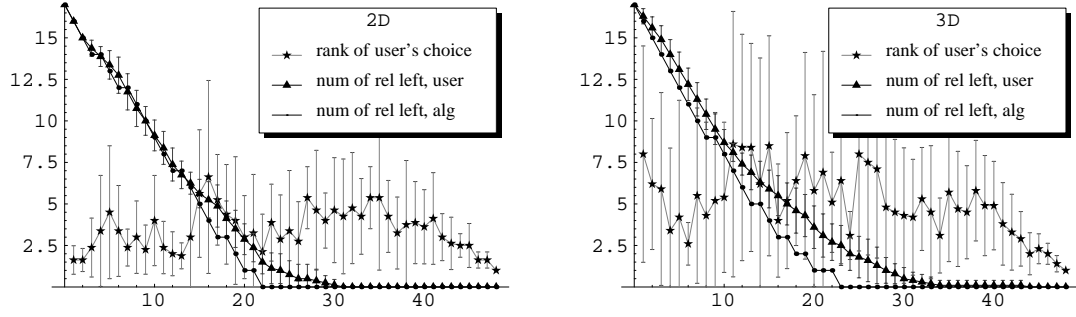 2D
rank of user's choice
num of rel left, user
num of rel left, alg
15
12.5
10
7.5
5
2.5
10 20 30 40
3D
rank of user's choice
num of rel left, user
num of rel left, alg
15
12.5
10
7.5
5
2.5
10 20 30 40